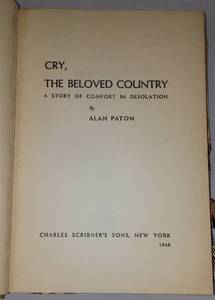 CRY,
THE BELOVED COUNTRY
A STORY OF COMFORT IN DESOLATION
By
ALAN PATON
CHARLES SCRIBNER'S SONS, NEW YORK
1948